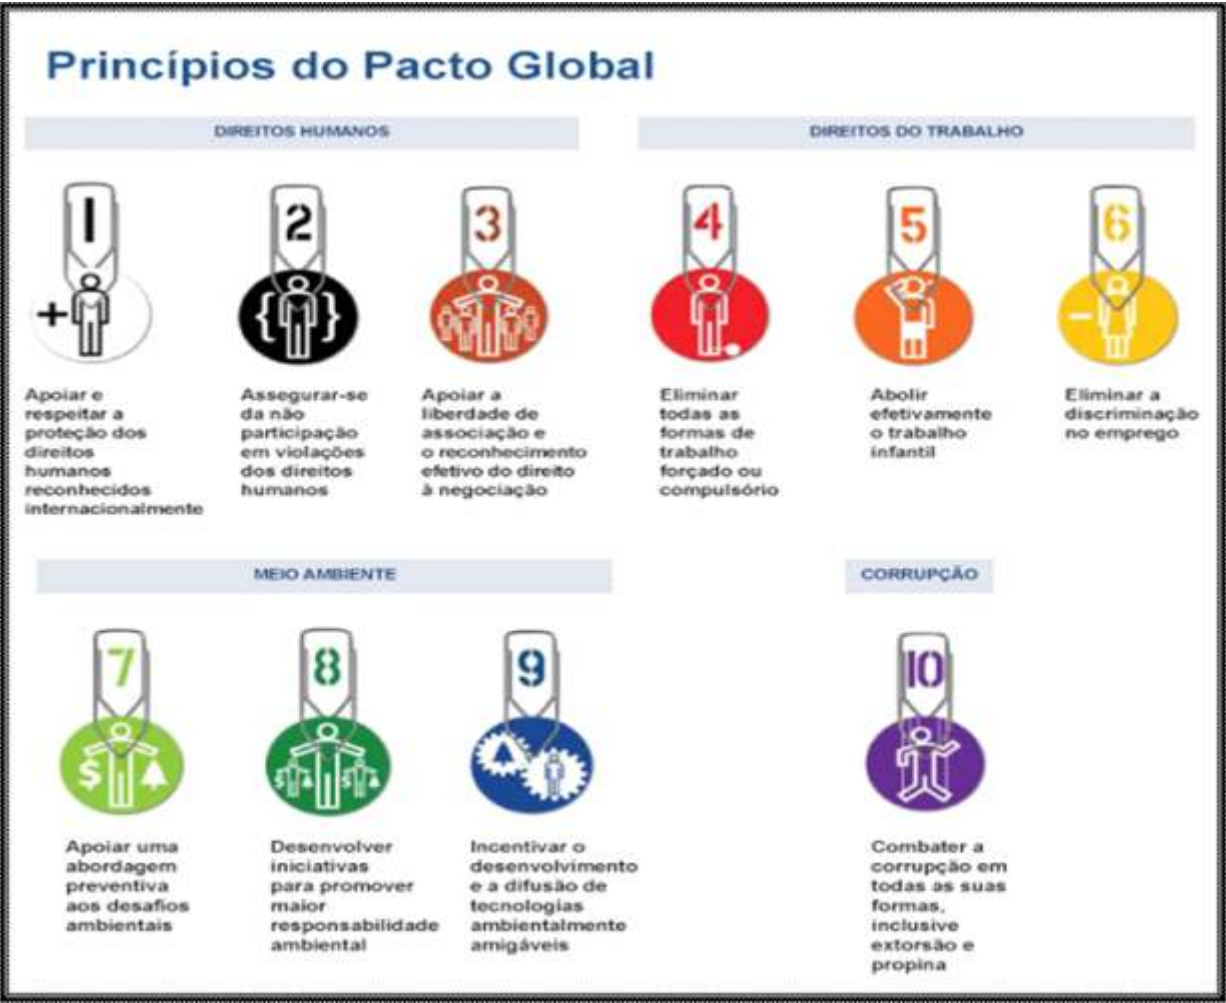 Princípios do Pacto Global
DIREITOS HUMANOS
DIREITOS DO TRABALHO
1
2
3
4
5
6
Apoiar e
respeitar a
proteção dos
direitos
humanos
reconhecidos
internacionalmente
Assegurar-se
da não
participação
em violações
dos direitos
humanos
Apoiar a
liberdade de
associação e
o reconhecimento
efetivo do direito
à negociação
Eliminar
todas as
formas de
trabalho
forçado ou
compulsório
Abolir
efetivamente
o trabalho
infantil
Eliminar a
discriminação
no emprego
MEIO AMBIENTE
CORRUPÇÃO
7
8
9
10
Apoiar uma
abordagem
preventiva
aos desafios
ambientais
Desenvolver
iniciativas
para promover
maior
responsabilidade
ambiental
Incentivar o
desenvolvimento
e a difusão de
tecnologias
ambientalmente
amigáveis
Combater a
corrupção em
todas as suas
formas,
inclusive
extorsão e
propina